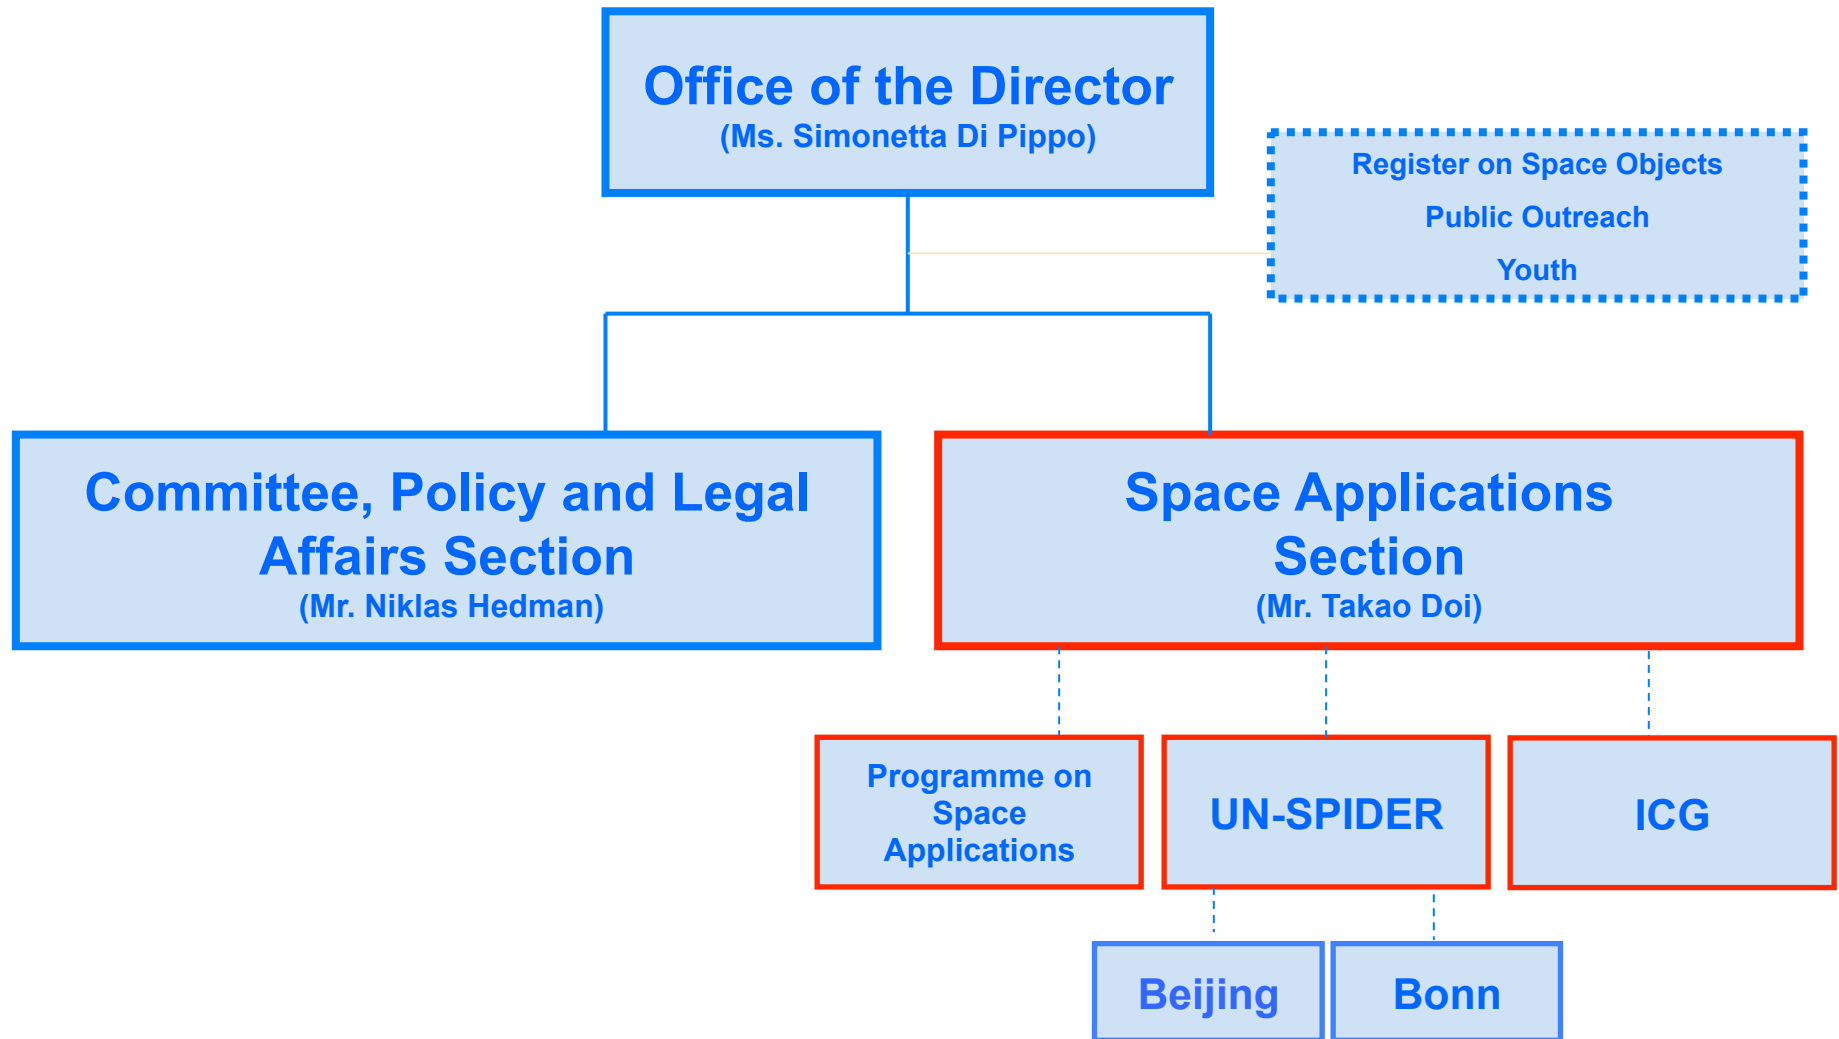 Office of the Director
(Ms. Simonetta Di Pippo)
Register on Space Objects
Public Outreach
Youth
Committee, Policy and Legal
Affairs Section
(Mr. Niklas Hedman)
Space Applications
Section
(Mr. Takao Doi)
Programme on
Space
Applications
UN-SPIDER
ICG
Beijing
Bonn